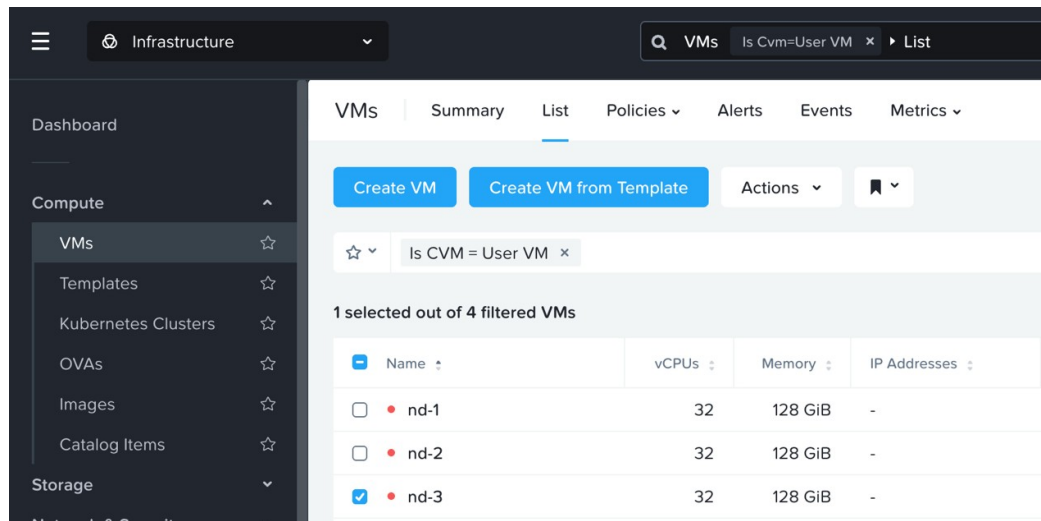 Infrastructure
VMs Is Cvm=User VM × List
Dashboard
VMs Summary List Policies Alerts Events Metrics
Create VM Create VM from Template Actions
Compute
VMs
Is CVM = User VM ×
Templates
1 selected out of 4 filtered VMs
Kubernetes Clusters
OVAs
Name vCPUs Memory IP Addresses
Images
nd-1 32 128 GiB -
Catalog Items
nd-2 32 128 GiB -
Storage
nd-3 32 128 GiB -